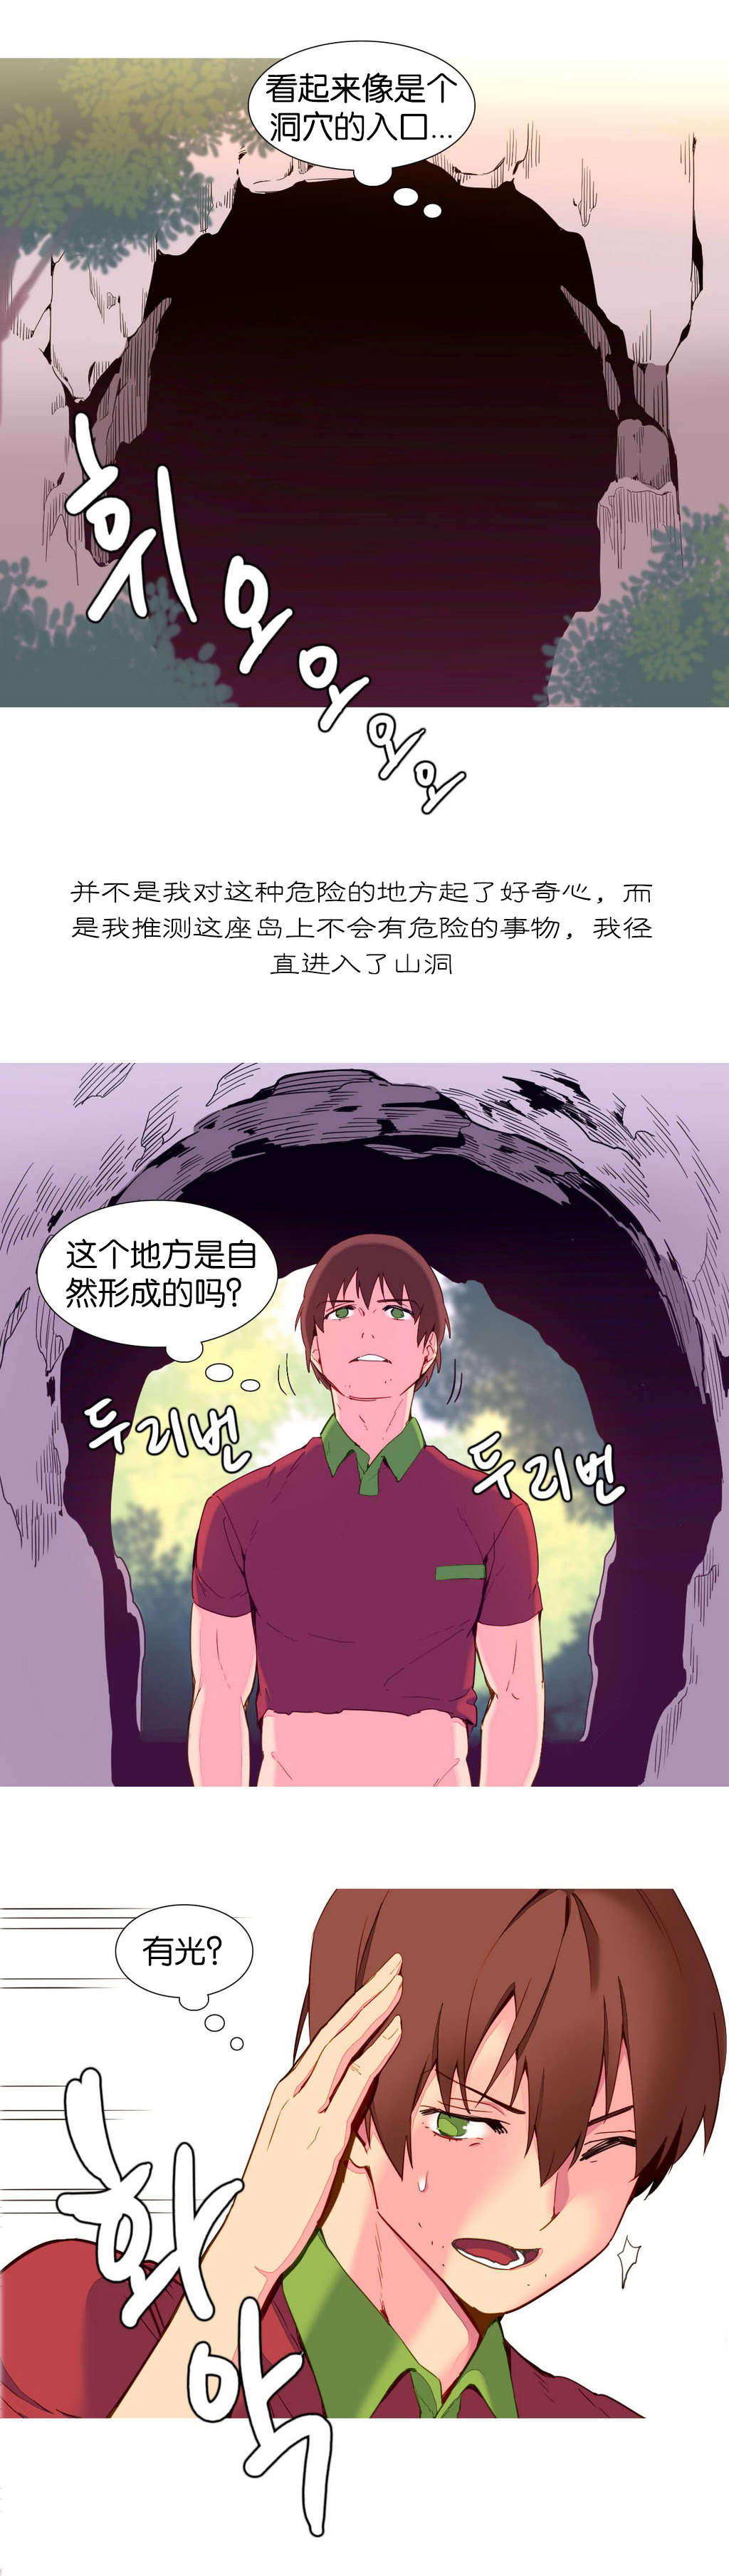 看起来像是个
洞穴的入口...
휘오오오오
并不是我对这种危险的地方起了好奇心，而
是我推测这座岛上不会有危险的事物，我径
直进入了山洞
这个地方是自
然形成的吗?
두리번
두리번
有光?
화악